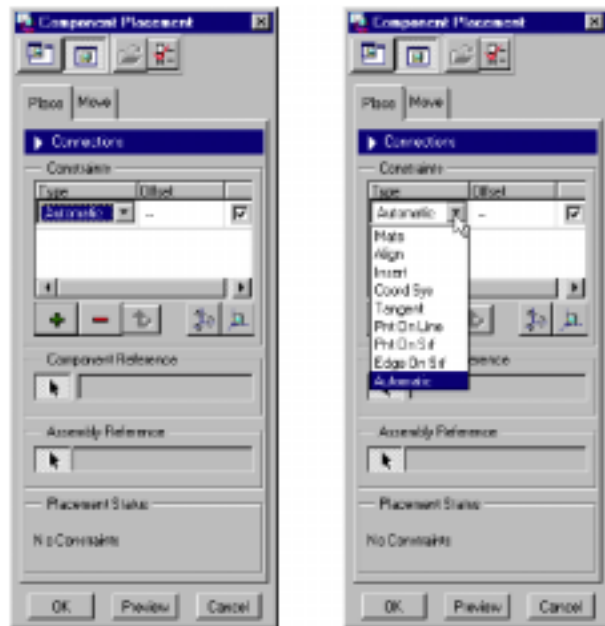 Component Placement
Place Move
Connections
Constraints
Type Offset
Automatic --
Component Reference
Assembly Reference
Placement Status
No Constraints
OK Preview Cancel
Component Placement
Place Move
Connections
Constraints
Type Offset
Automatic --
Mate
Align
Insert
Coord Sys
Tangent
Pnt On Line
Pnt On Srf
Edge On Srf
Automatic
Assembly Reference
Placement Status
No Constraints
OK Preview Cancel